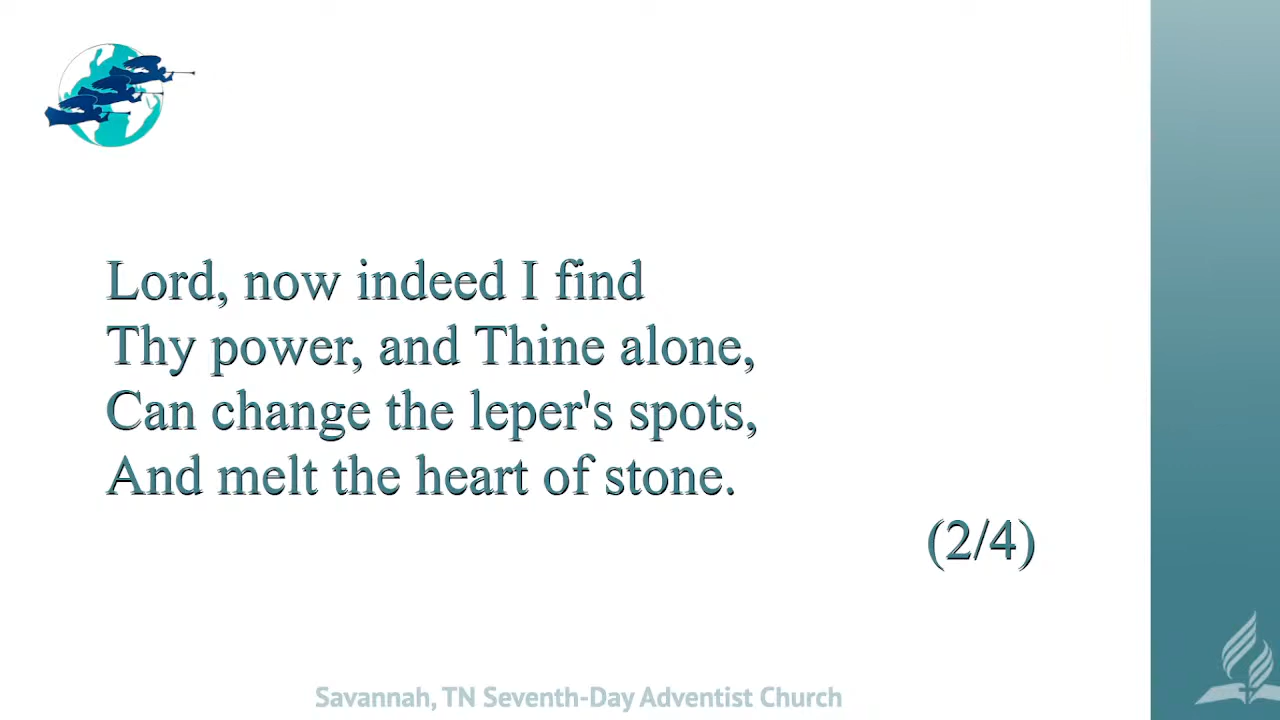 Lord, now indeed I find
Thy power, and Thine alone,
Can change the leper's spots,
And melt the heart of stone.
(2/4)
Savannah, TN Seventh-Day Adventist Church